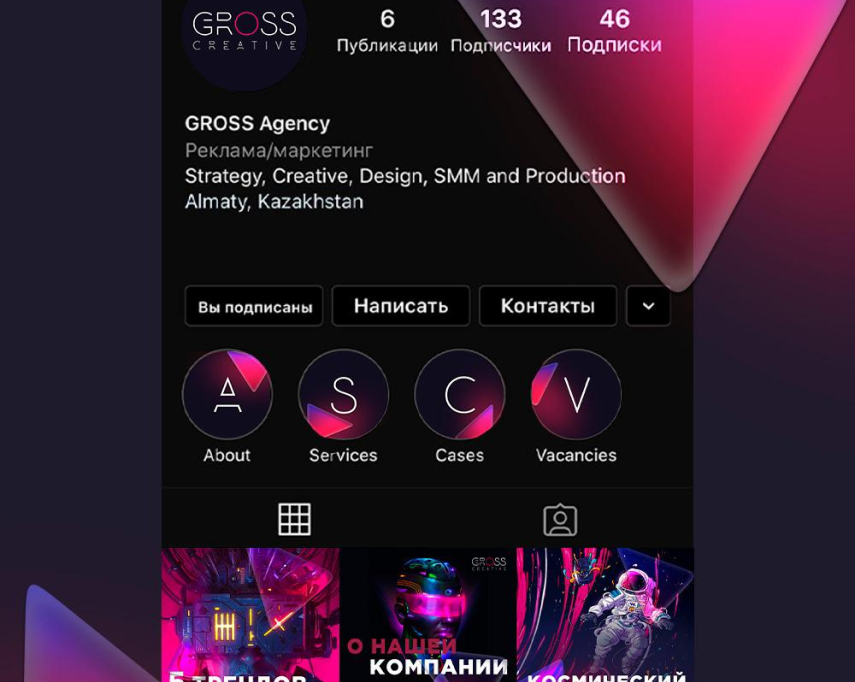 GROSS
CREATIVE
6 133 46
Публикации Подписчики Подписки
GROSS Agency
Реклама/маркетинг
Strategy, Creative, Design, SMM and Production
Almaty, Kazakhstan
Вы подписаны Написать Контакты
A S C V
About Services Cases Vacancies
GROSS
CREATIVE
О НАШЕЙ
КОМПАНИИ
5 ТРЕНДОВ
КОСМИЧЕСКИЙ